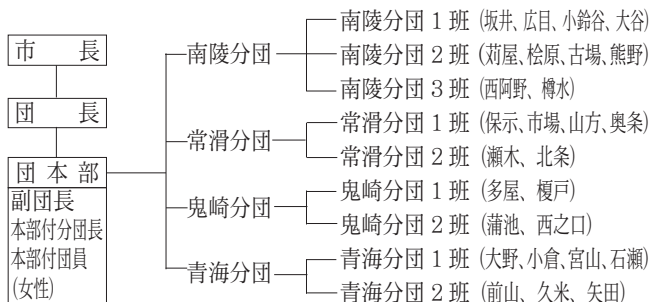 市長
団長
団本部
副団長
本部付分団長
本部付団員
(女性)
南陵分団
南陵分団1班 (坂井、広目、小鈴谷、大谷)
南陵分団2班 (苅屋、桧原、古場、熊野)
南陵分団3班 (西阿野、樽水)
常滑分団
常滑分団1班 (保示、市場、山方、奥条)
常滑分団2班 (瀬木、北条)
鬼崎分団
鬼崎分団1班 (多屋、榎戸)
鬼崎分団2班 (蒲池、西之口)
青海分団
青海分団1班 (大野、小倉、宮山、石瀬)
青海分団2班 (前山、久米、矢田)